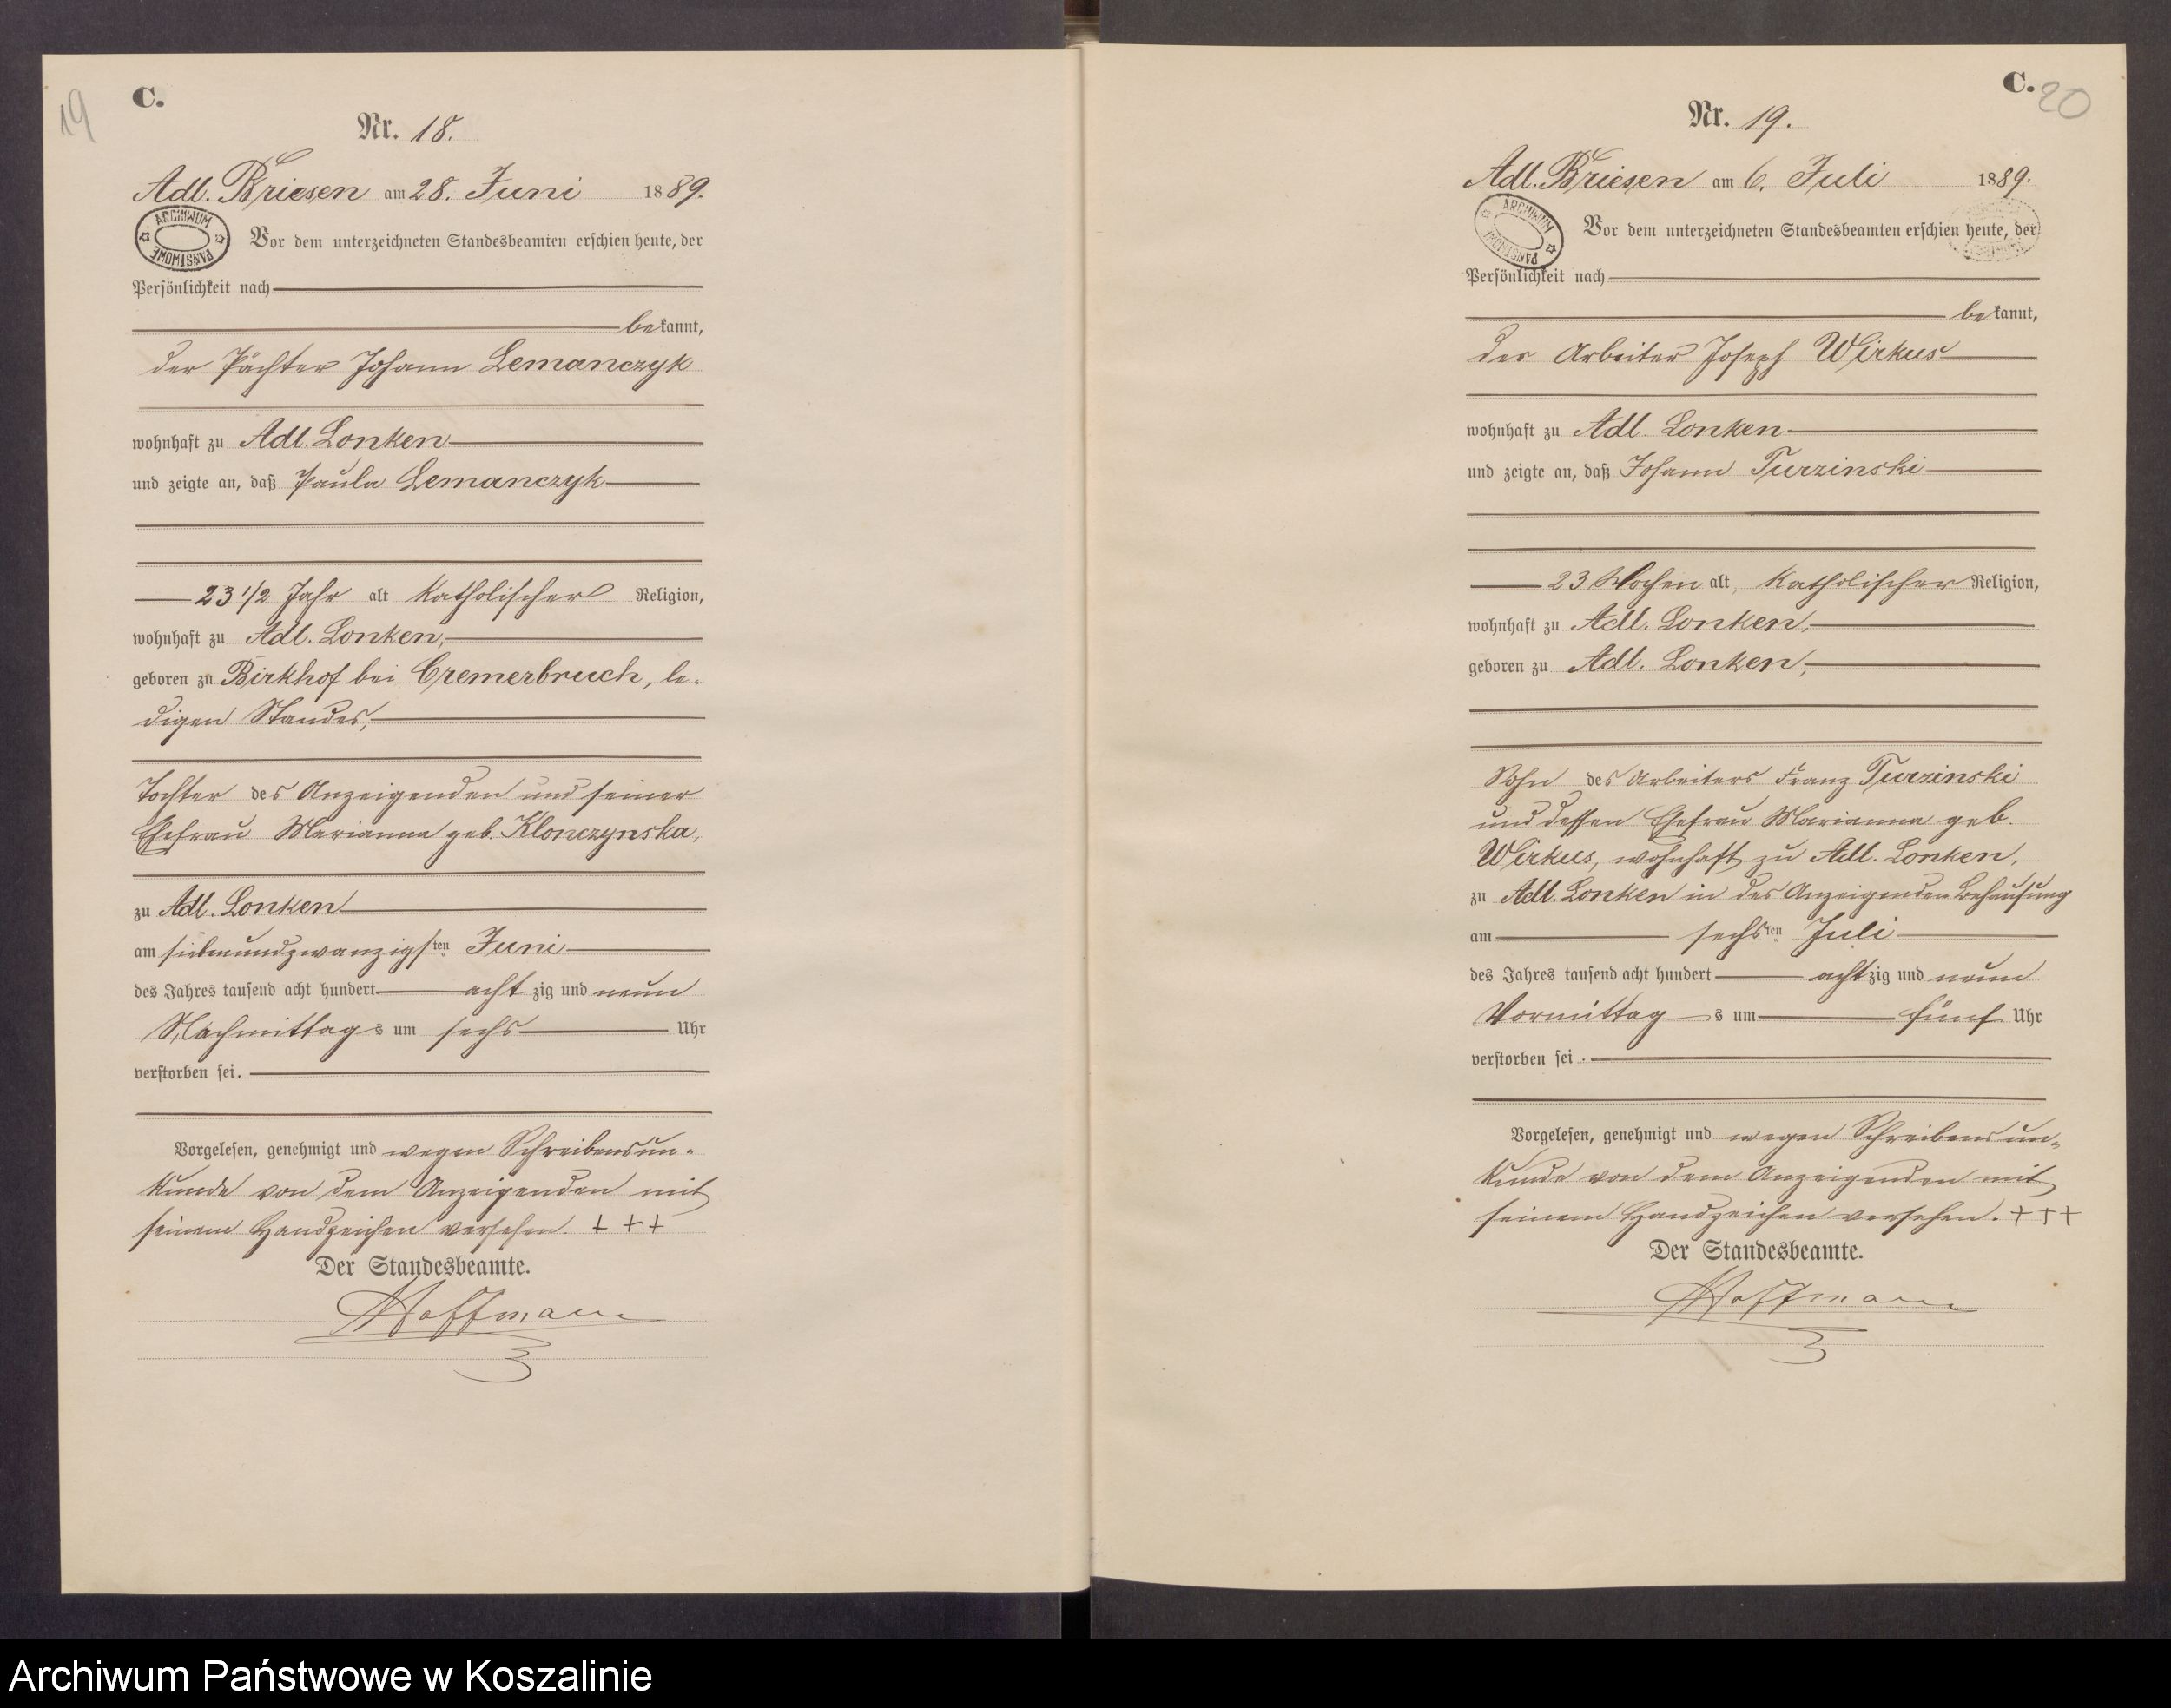 19
C.
Nr. 18.
Adl. Briesen am 28. Juni 1889.
ARCHIWUM PAŃSTWOWE
Vor dem unterzeichneten Standesbeamten erschien heute, der
Persönlichkeit nach
bekannt,
der Pächter Johann Lemanczyk
wohnhaft zu Adl. Lonken
und zeigte an, daß Paula Lemanczyk
23 1/2 Jahr alt katholischer Religion,
wohnhaft zu Adl. Lonken,
geboren zu Birkhof bei Cremerbruch, le-
digen Standes,
Tochter des Anzeigenden und seiner
Ehefrau Marianna geb. Klonczynska,
zu Adl. Lonken
am siebenundzwanzigsten Juni
des Jahres tausend acht hundert achtzig und neun
Nachmittags um sechs Uhr
verstorben sei.
Vorgelesen, genehmigt und wegen Schreibensun-
kunde von dem Anzeigenden mit
seinem Handzeichen versehen. + + +
Der Standesbeamte.
Hoffmann
C.
20
Nr. 19.
Adl. Briesen am 6. Juli 1889.
ARCHIWUM PAŃSTWOWE
Vor dem unterzeichneten Standesbeamten erschien heute, der
Persönlichkeit nach
bekannt,
der Arbeiter Joseph Wirkus
wohnhaft zu Adl. Lonken
und zeigte an, daß Johann Turzinski
23 Wochen alt, katholischer Religion,
wohnhaft zu Adl. Lonken,
geboren zu Adl. Lonken,
Sohn des Arbeiters Franz Turzinski
und dessen Ehefrau Marianna geb.
Wirkus, wohnhaft zu Adl. Lonken,
zu Adl. Lonken in des Anzeigenden Behausung
am sechsten Juli
des Jahres tausend acht hundert achtzig und neun
Vormittags um fünf Uhr
verstorben sei.
Vorgelesen, genehmigt und wegen Schreibensun-
kunde von dem Anzeigenden mit
seinem Handzeichen versehen. + + +
Der Standesbeamte.
Hoffmann
Archiwum Państwowe w Koszalinie